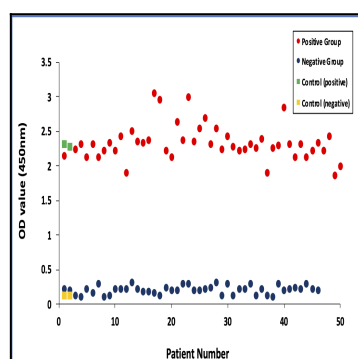 Positive Group
Negative Group
Control (positive)
Control (negative)
OD value (450nm)
3.5
3
2.5
2
1.5
1
0.5
0
0
10
20
30
40
50
Patient Number